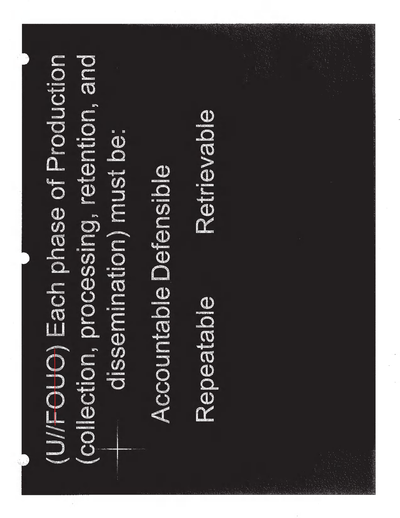 (U//FOUO) Each phase of Production
(collection, processing, retention, and
dissemination) must be:
Accountable Defensible
Repeatable Retrievable